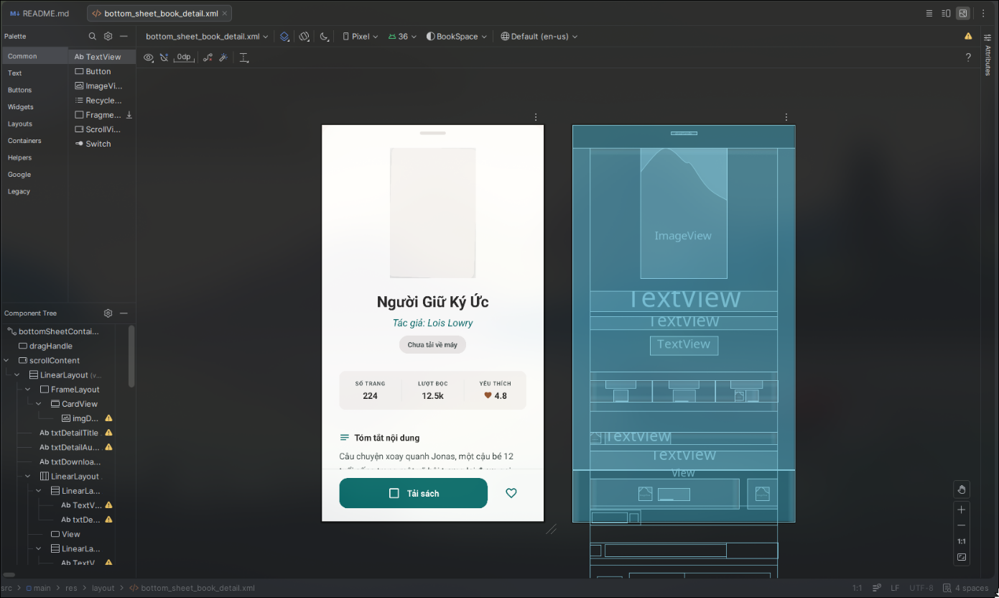 README.md
bottom_sheet_book_detail.xml
Palette
bottom_sheet_book_detail.xml
Pixel
36
BookSpace
Default (en-us)
Attributes
Common
Text
Buttons
Widgets
Layouts
Containers
Helpers
Google
Legacy
Ab TextView
Button
ImageVi...
Recycle...
Fragme...
ScrollVi...
Switch
0dp
?
Người Giữ Ký Ức
Tác giả: Lois Lowry
Chưa tải về máy
SỐ TRANG
224
LƯỢT ĐỌC
12.5k
YÊU THÍCH
4.8
Tóm tắt nội dung
Câu chuyện xoay quanh Jonas, một cậu bé 12
Tải sách
ImageView
TextView
TextView
TextView
TextView
TextView
View
Component Tree
bottomSheetContai...
dragHandle
scrollContent
LinearLayout (v...
FrameLayout
CardView
imgD...
Ab txtDetailTitle
Ab txtDetailAu...
Ab txtDownloa...
LinearLayout
LinearLa...
Ab TextV...
Ab txtDe...
View
LinearLa...
Ab TextV...
1:1
src
main
res
layout
bottom_sheet_book_detail.xml
1:1
LF
UTF-8
4 spaces